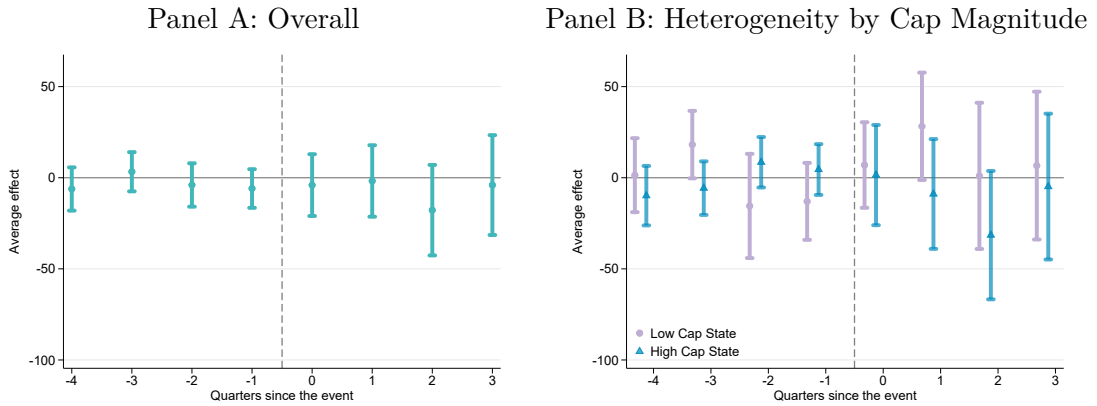 Panel A: Overall
50
0
-50
-100
Average effect
-4 -3 -2 -1 0 1 2 3
Quarters since the event
Panel B: Heterogeneity by Cap Magnitude
50
0
-50
-100
Average effect
Low Cap State
High Cap State
-4 -3 -2 -1 0 1 2 3
Quarters since the event